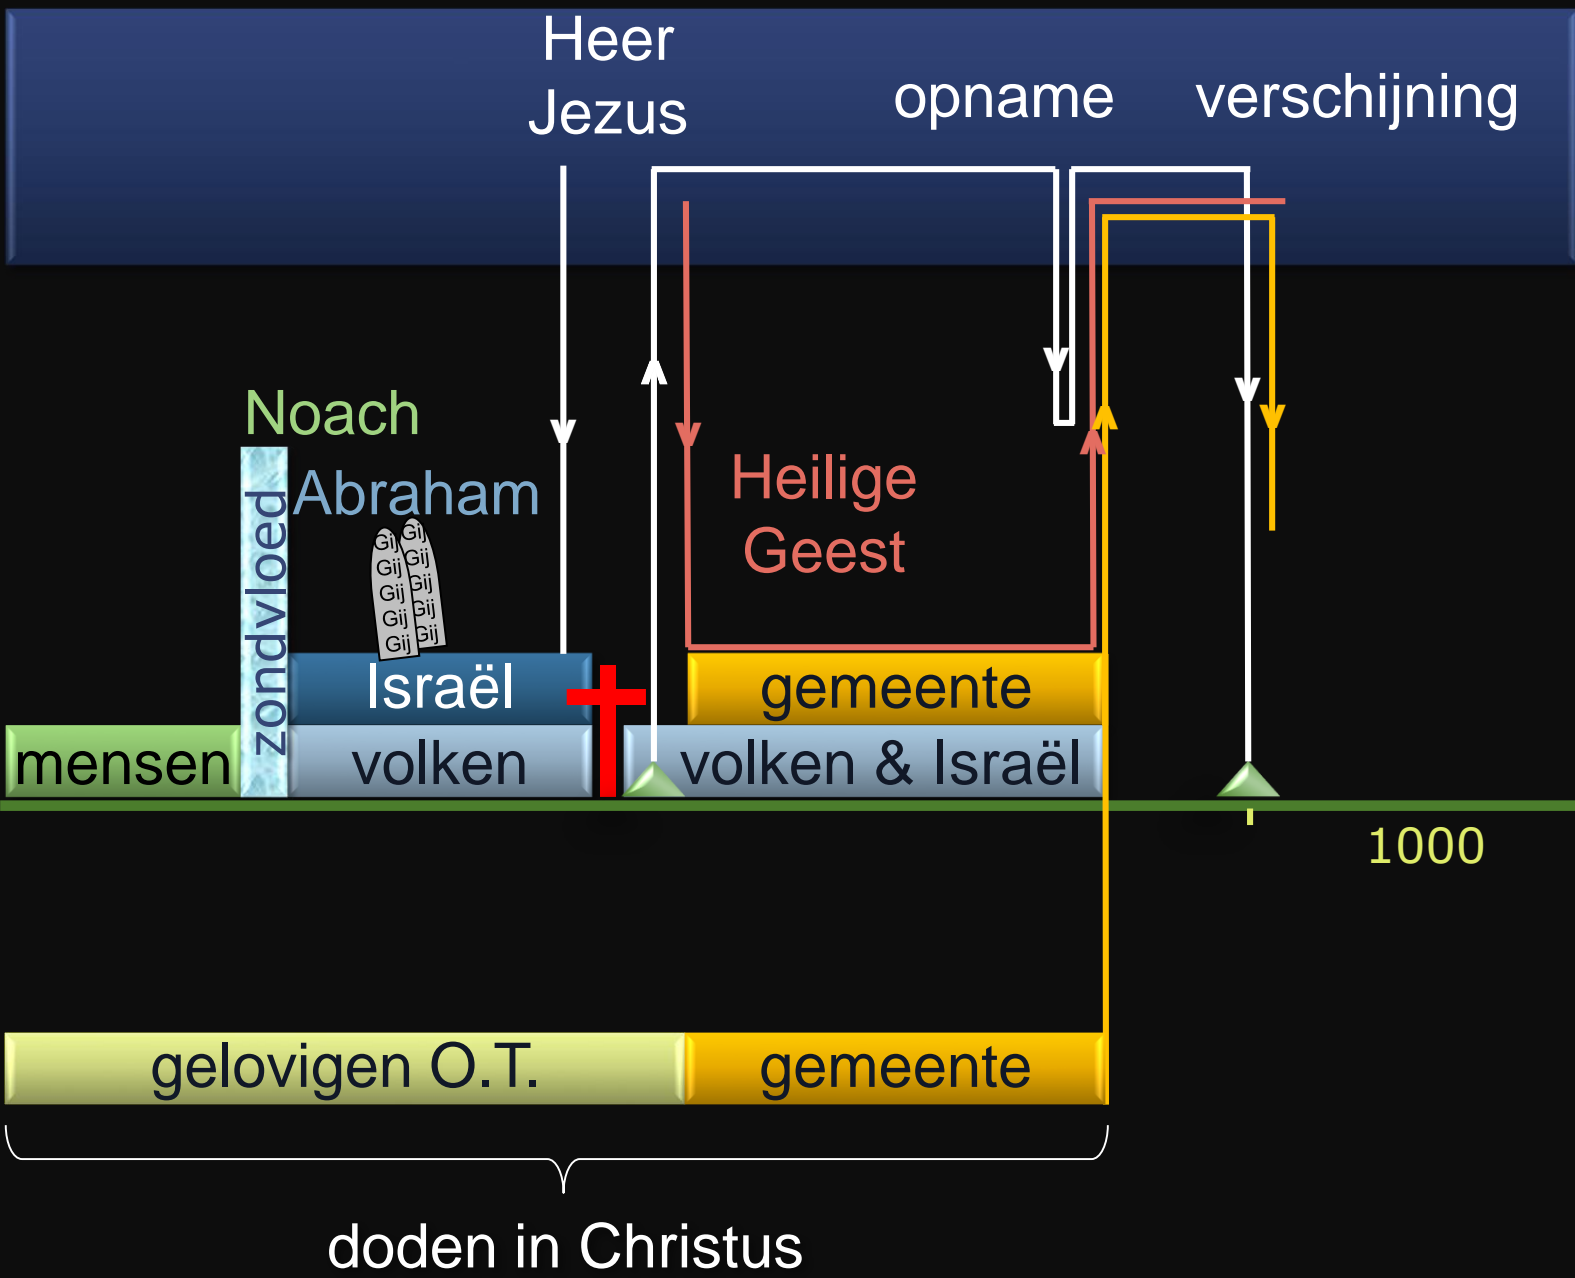 Heer
Jezus
opname
verschijning
Noach
Abraham
zondvloed
Gij
Gij
Gij
Gij
Gij
Gij
Gij
Gij
Gij
Gij
Heilige
Geest
Israël
gemeente
mensen
volken
volken & Israël
1000
gelovigen O.T.
gemeente
doden in Christus